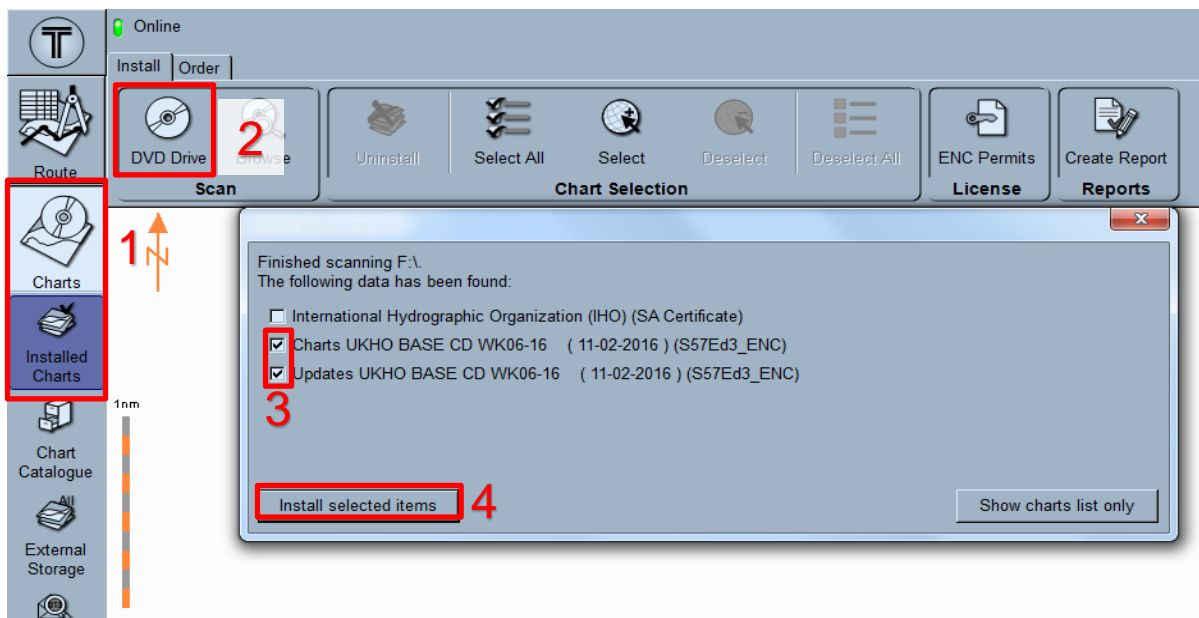 Online
Install
Order
Route
DVD Drive
2
Browse
Uninstall
Select All
Select
Deselect
Deselect All
ENC Permits
Create Report
Scan
Chart Selection
License
Reports
1
N
Charts
Installed
Charts
Chart
Catalogue
All
External
Storage
1nm
X
Finished scanning F:\.
The following data has been found:
International Hydrographic Organization (IHO) (SA Certificate)
Charts UKHO BASE CD WK06-16 ( 11-02-2016 ) (S57Ed3_ENC)
Updates UKHO BASE CD WK06-16 ( 11-02-2016 ) (S57Ed3_ENC)
3
Install selected items
4
Show charts list only